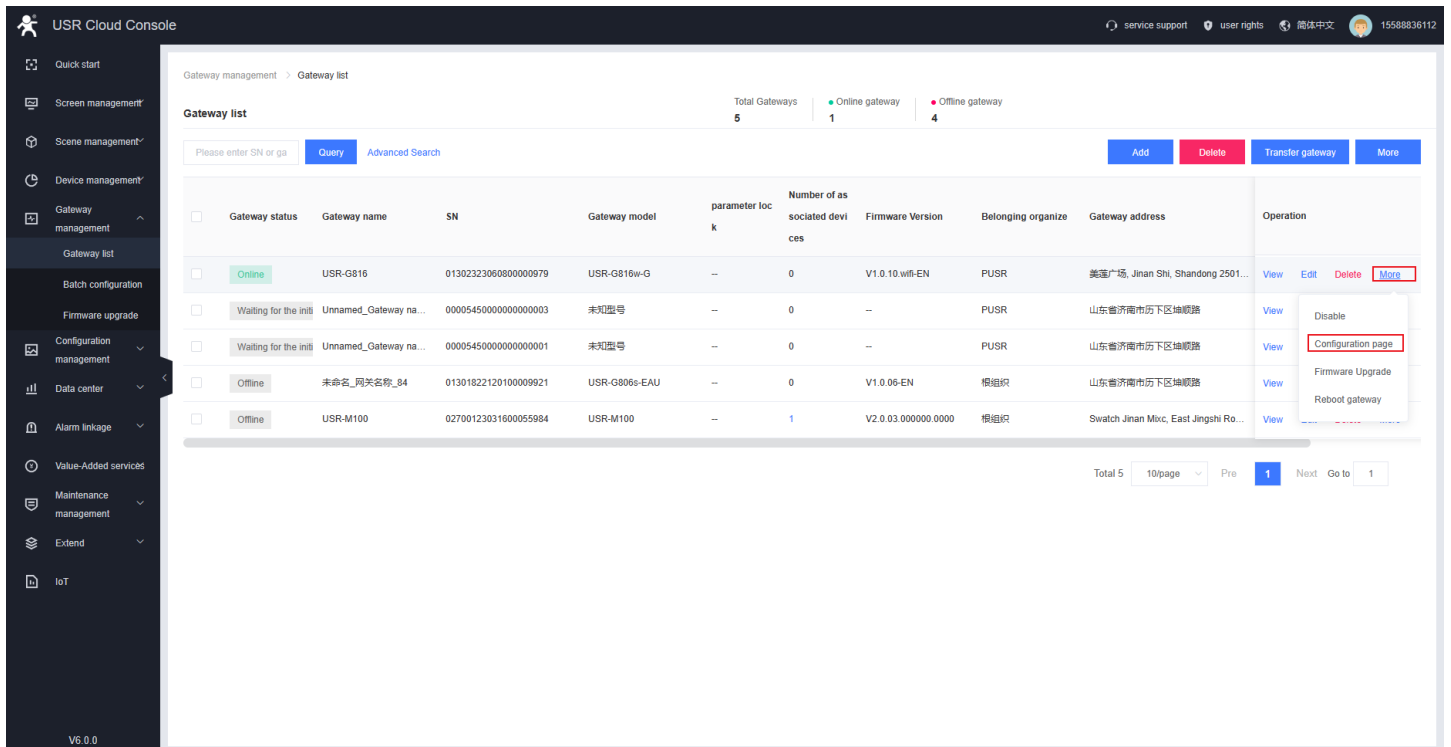 USR Cloud Console
service support
user rights
简体中文
15588836112
Quick start
Screen management
Scene management
Device management
Gateway
management
Gateway list
Batch configuration
Firmware upgrade
Configuration
management
Data center
Alarm linkage
Value-Added services
Maintenance
management
Extend
IoT
V6.0.0
Gateway management > Gateway list
Gateway list
Total Gateways
5
Online gateway
1
Offline gateway
4
Please enter SN or ga
Query
Advanced Search
Add
Delete
Transfer gateway
More
Gateway status
Gateway name
SN
Gateway model
parameter loc
k
Number of as
sociated devi
ces
Firmware Version
Belonging organize
Gateway address
Operation
Online USR-G816 01302323060800000979 USR-G816w-G -- 0 V1.0.10.wifi-EN PUSR 美莲广场, Jinan Shi, Shandong 2501... View Edit Delete More
Waiting for the initi Unnamed_Gateway na... 00005450000000000003 未知型号 -- 0 -- PUSR 山东省济南市历下区坤顺路 View
Waiting for the initi Unnamed_Gateway na... 00005450000000000001 未知型号 -- 0 -- PUSR 山东省济南市历下区坤顺路 View
Offline 未命名_网关名称_84 01301822120100009921 USR-G806s-EAU -- 0 V1.0.06-EN 根组织 山东省济南市历下区坤顺路 View
Offline USR-M100 02700123031600055984 USR-M100 -- 1 V2.0.03.000000.0000 根组织 Swatch Jinan Mixc, East Jingshi Ro... View
Disable
Configuration page
Firmware Upgrade
Reboot gateway
Total 5
10/page
Pre
1
Next
Go to
1